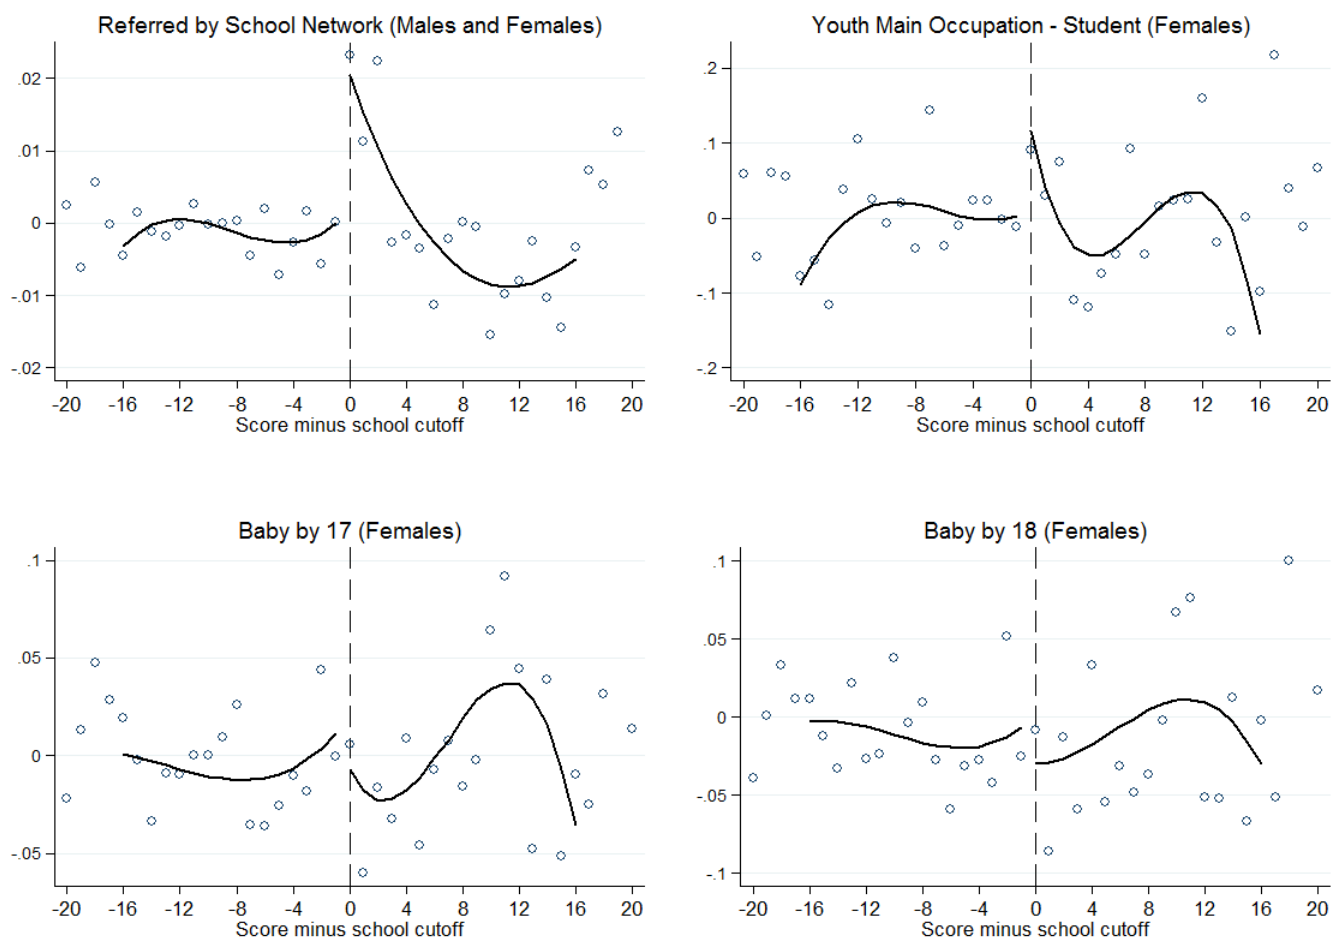 Referred by School Network (Males and Females)
.02
.01
0
-.01
-.02
-20 -16 -12 -8 -4 0 4 8 12 16 20
Score minus school cutoff
Youth Main Occupation - Student (Females)
.2
.1
0
-.1
-.2
-20 -16 -12 -8 -4 0 4 8 12 16 20
Score minus school cutoff
Baby by 17 (Females)
.1
.05
0
-.05
-20 -16 -12 -8 -4 0 4 8 12 16 20
Score minus school cutoff
Baby by 18 (Females)
.1
.05
0
-.05
-.1
-20 -16 -12 -8 -4 0 4 8 12 16 20
Score minus school cutoff